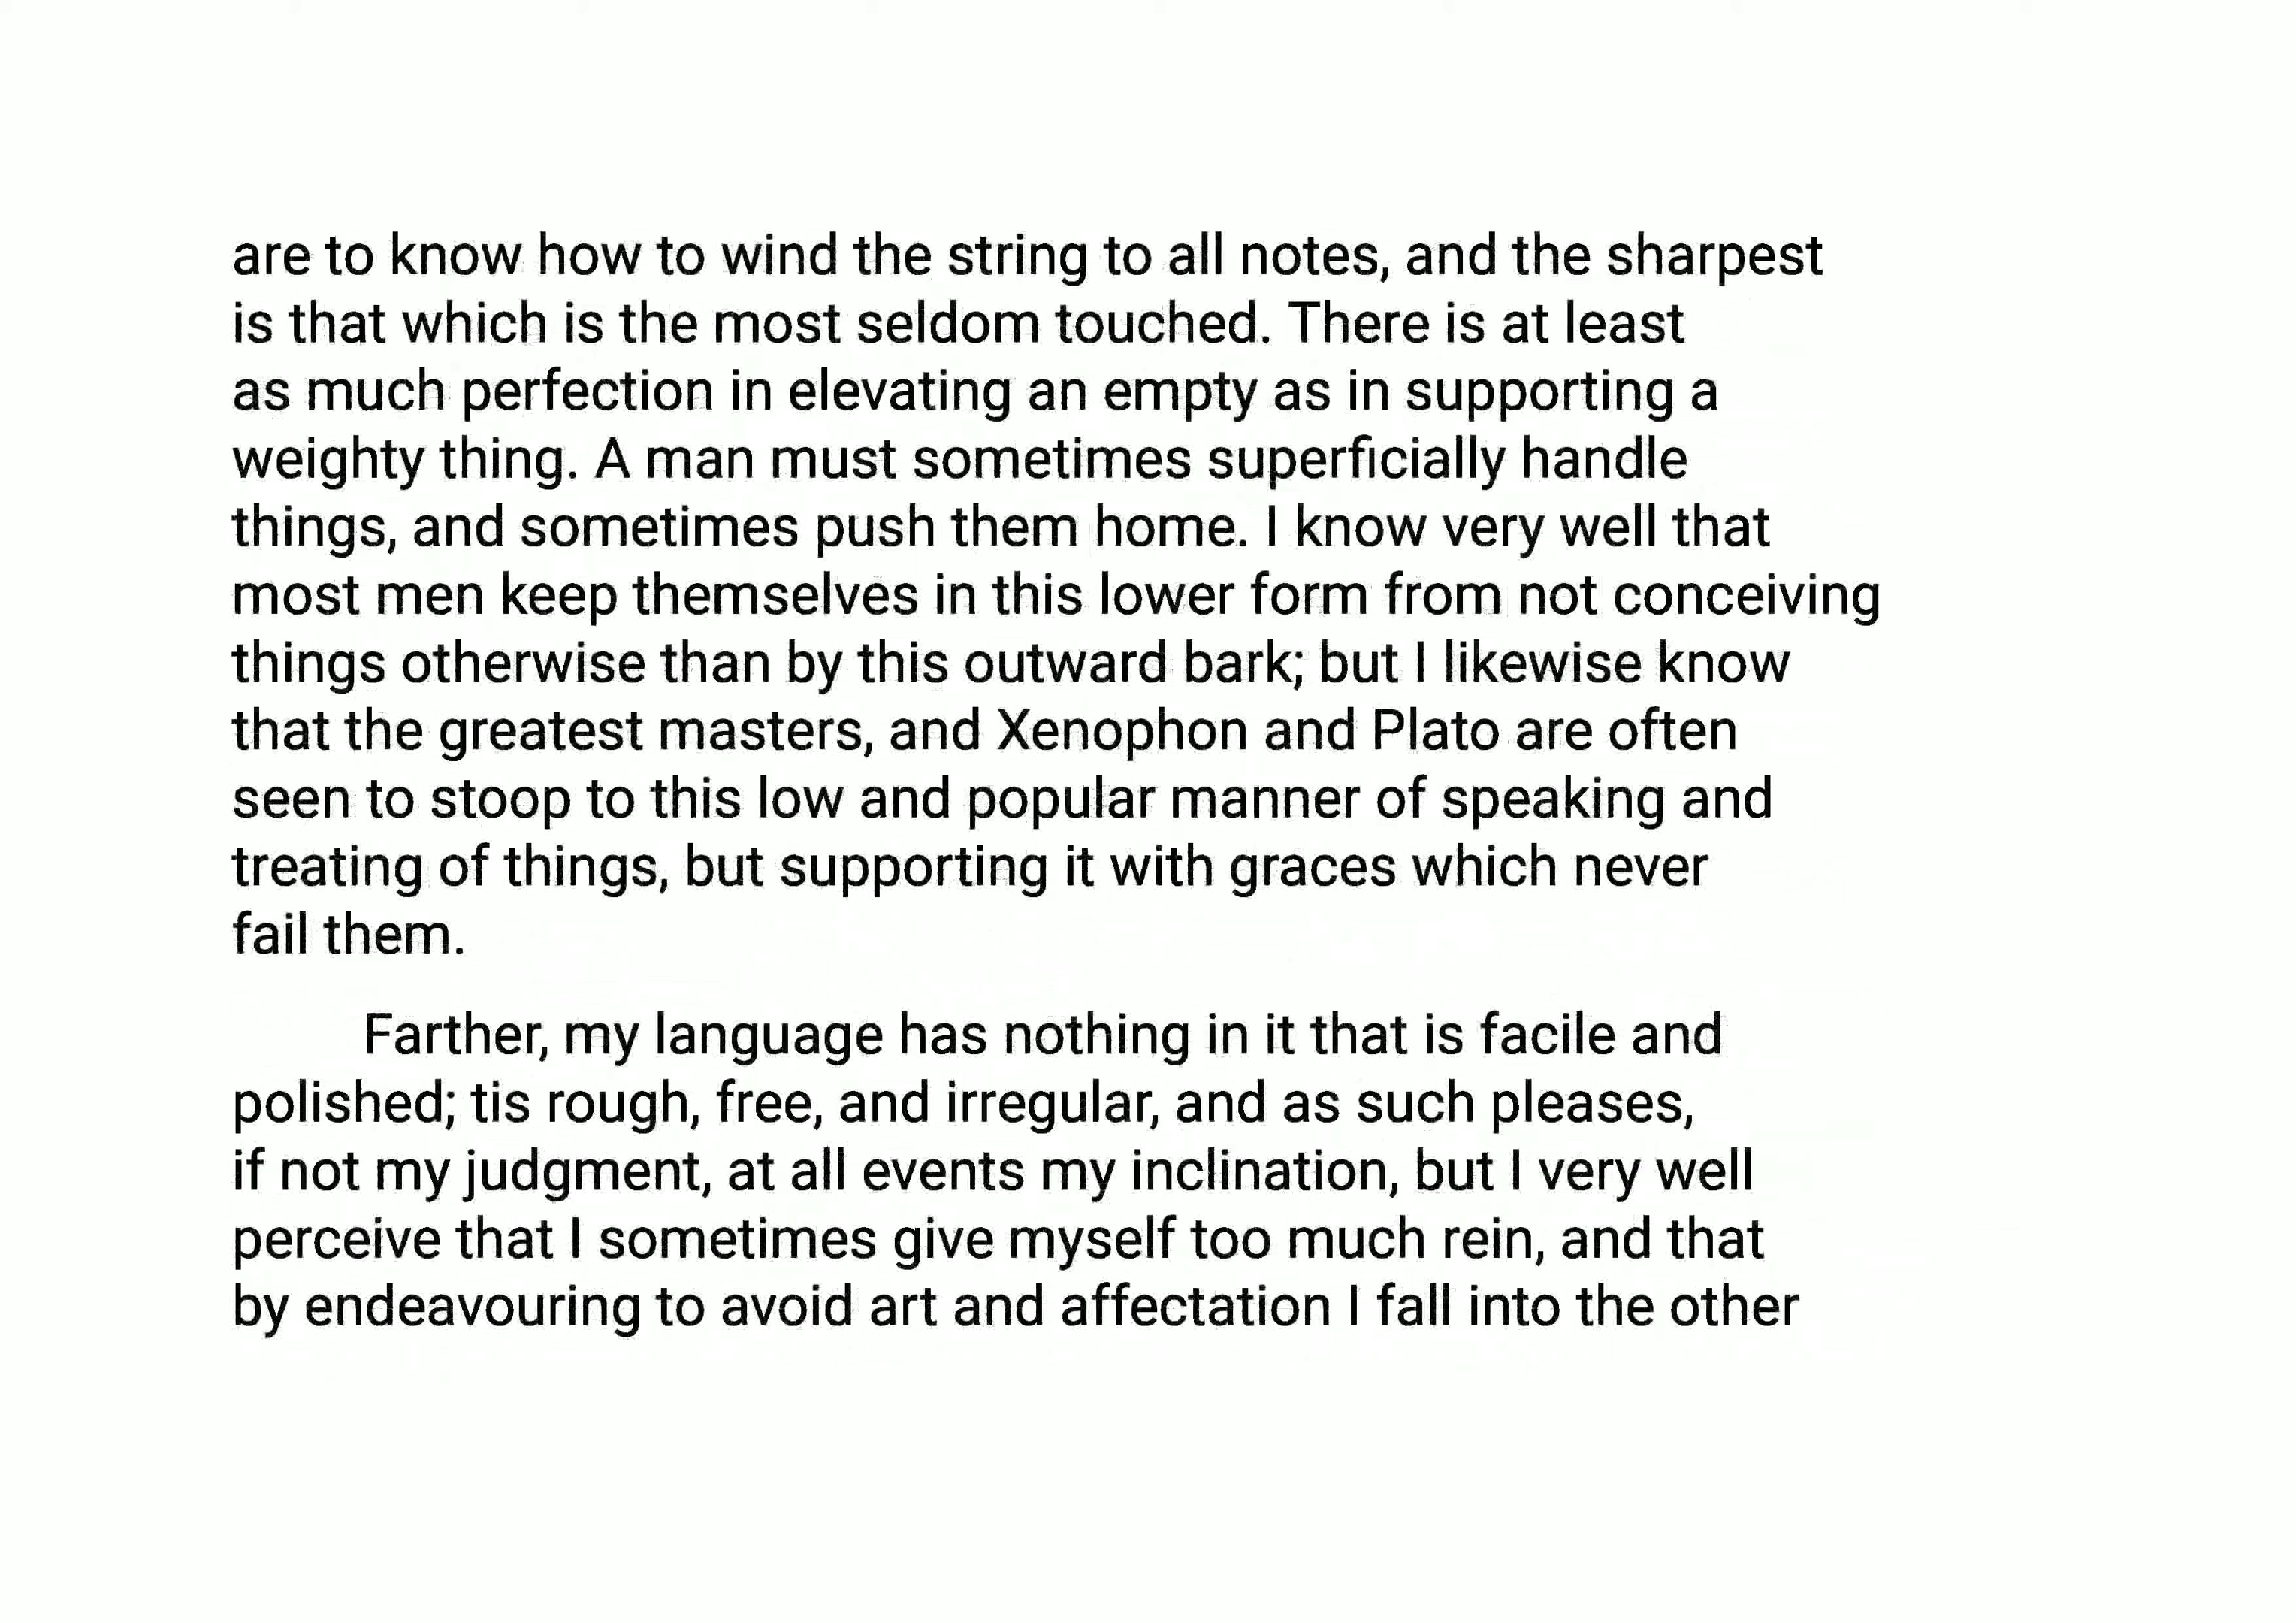 are to know how to wind the string to all notes, and the sharpest
is that which is the most seldom touched. There is at least
as much perfection in elevating an empty as in supporting a
weighty thing. A man must sometimes superficially handle
things, and sometimes push them home. I know very well that
most men keep themselves in this lower form from not conceiving
things otherwise than by this outward bark; but I likewise know
that the greatest masters, and Xenophon and Plato are often
seen to stoop to this low and popular manner of speaking and
treating of things, but supporting it with graces which never
fail them.
Farther, my language has nothing in it that is facile and
polished; tis rough, free, and irregular, and as such pleases,
if not my judgment, at all events my inclination, but I very well
perceive that I sometimes give myself too much rein, and that
by endeavouring to avoid art and affectation I fall into the other